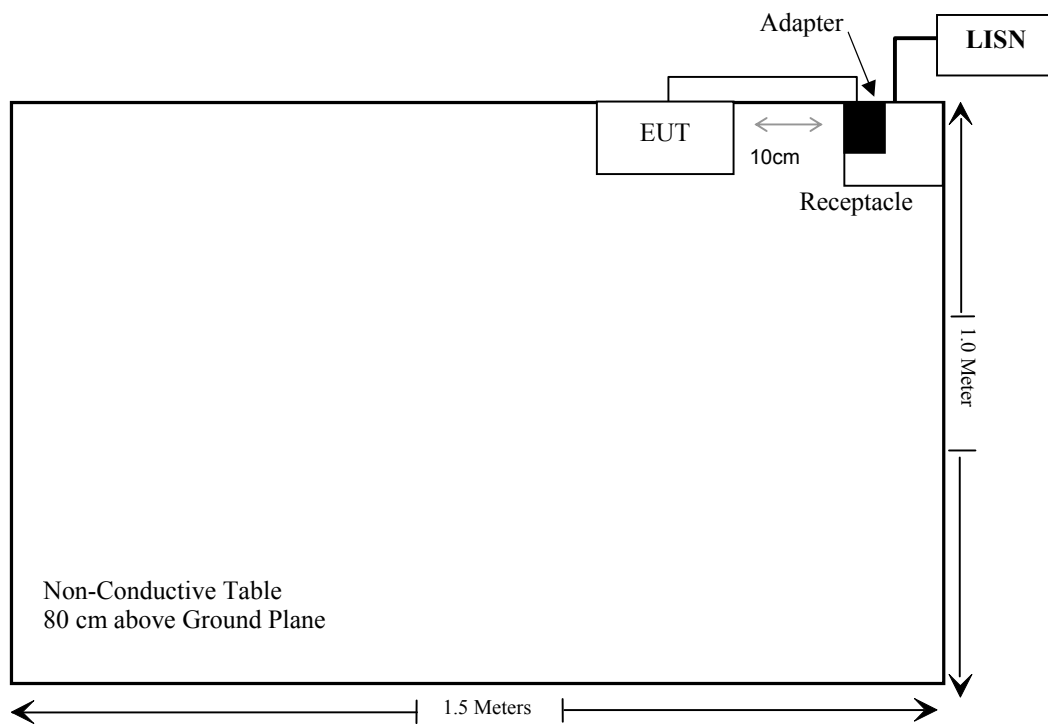 Adapter
LISN
EUT
10cm
Receptacle
1.0 Meter
Non-Conductive Table
80 cm above Ground Plane
1.5 Meters